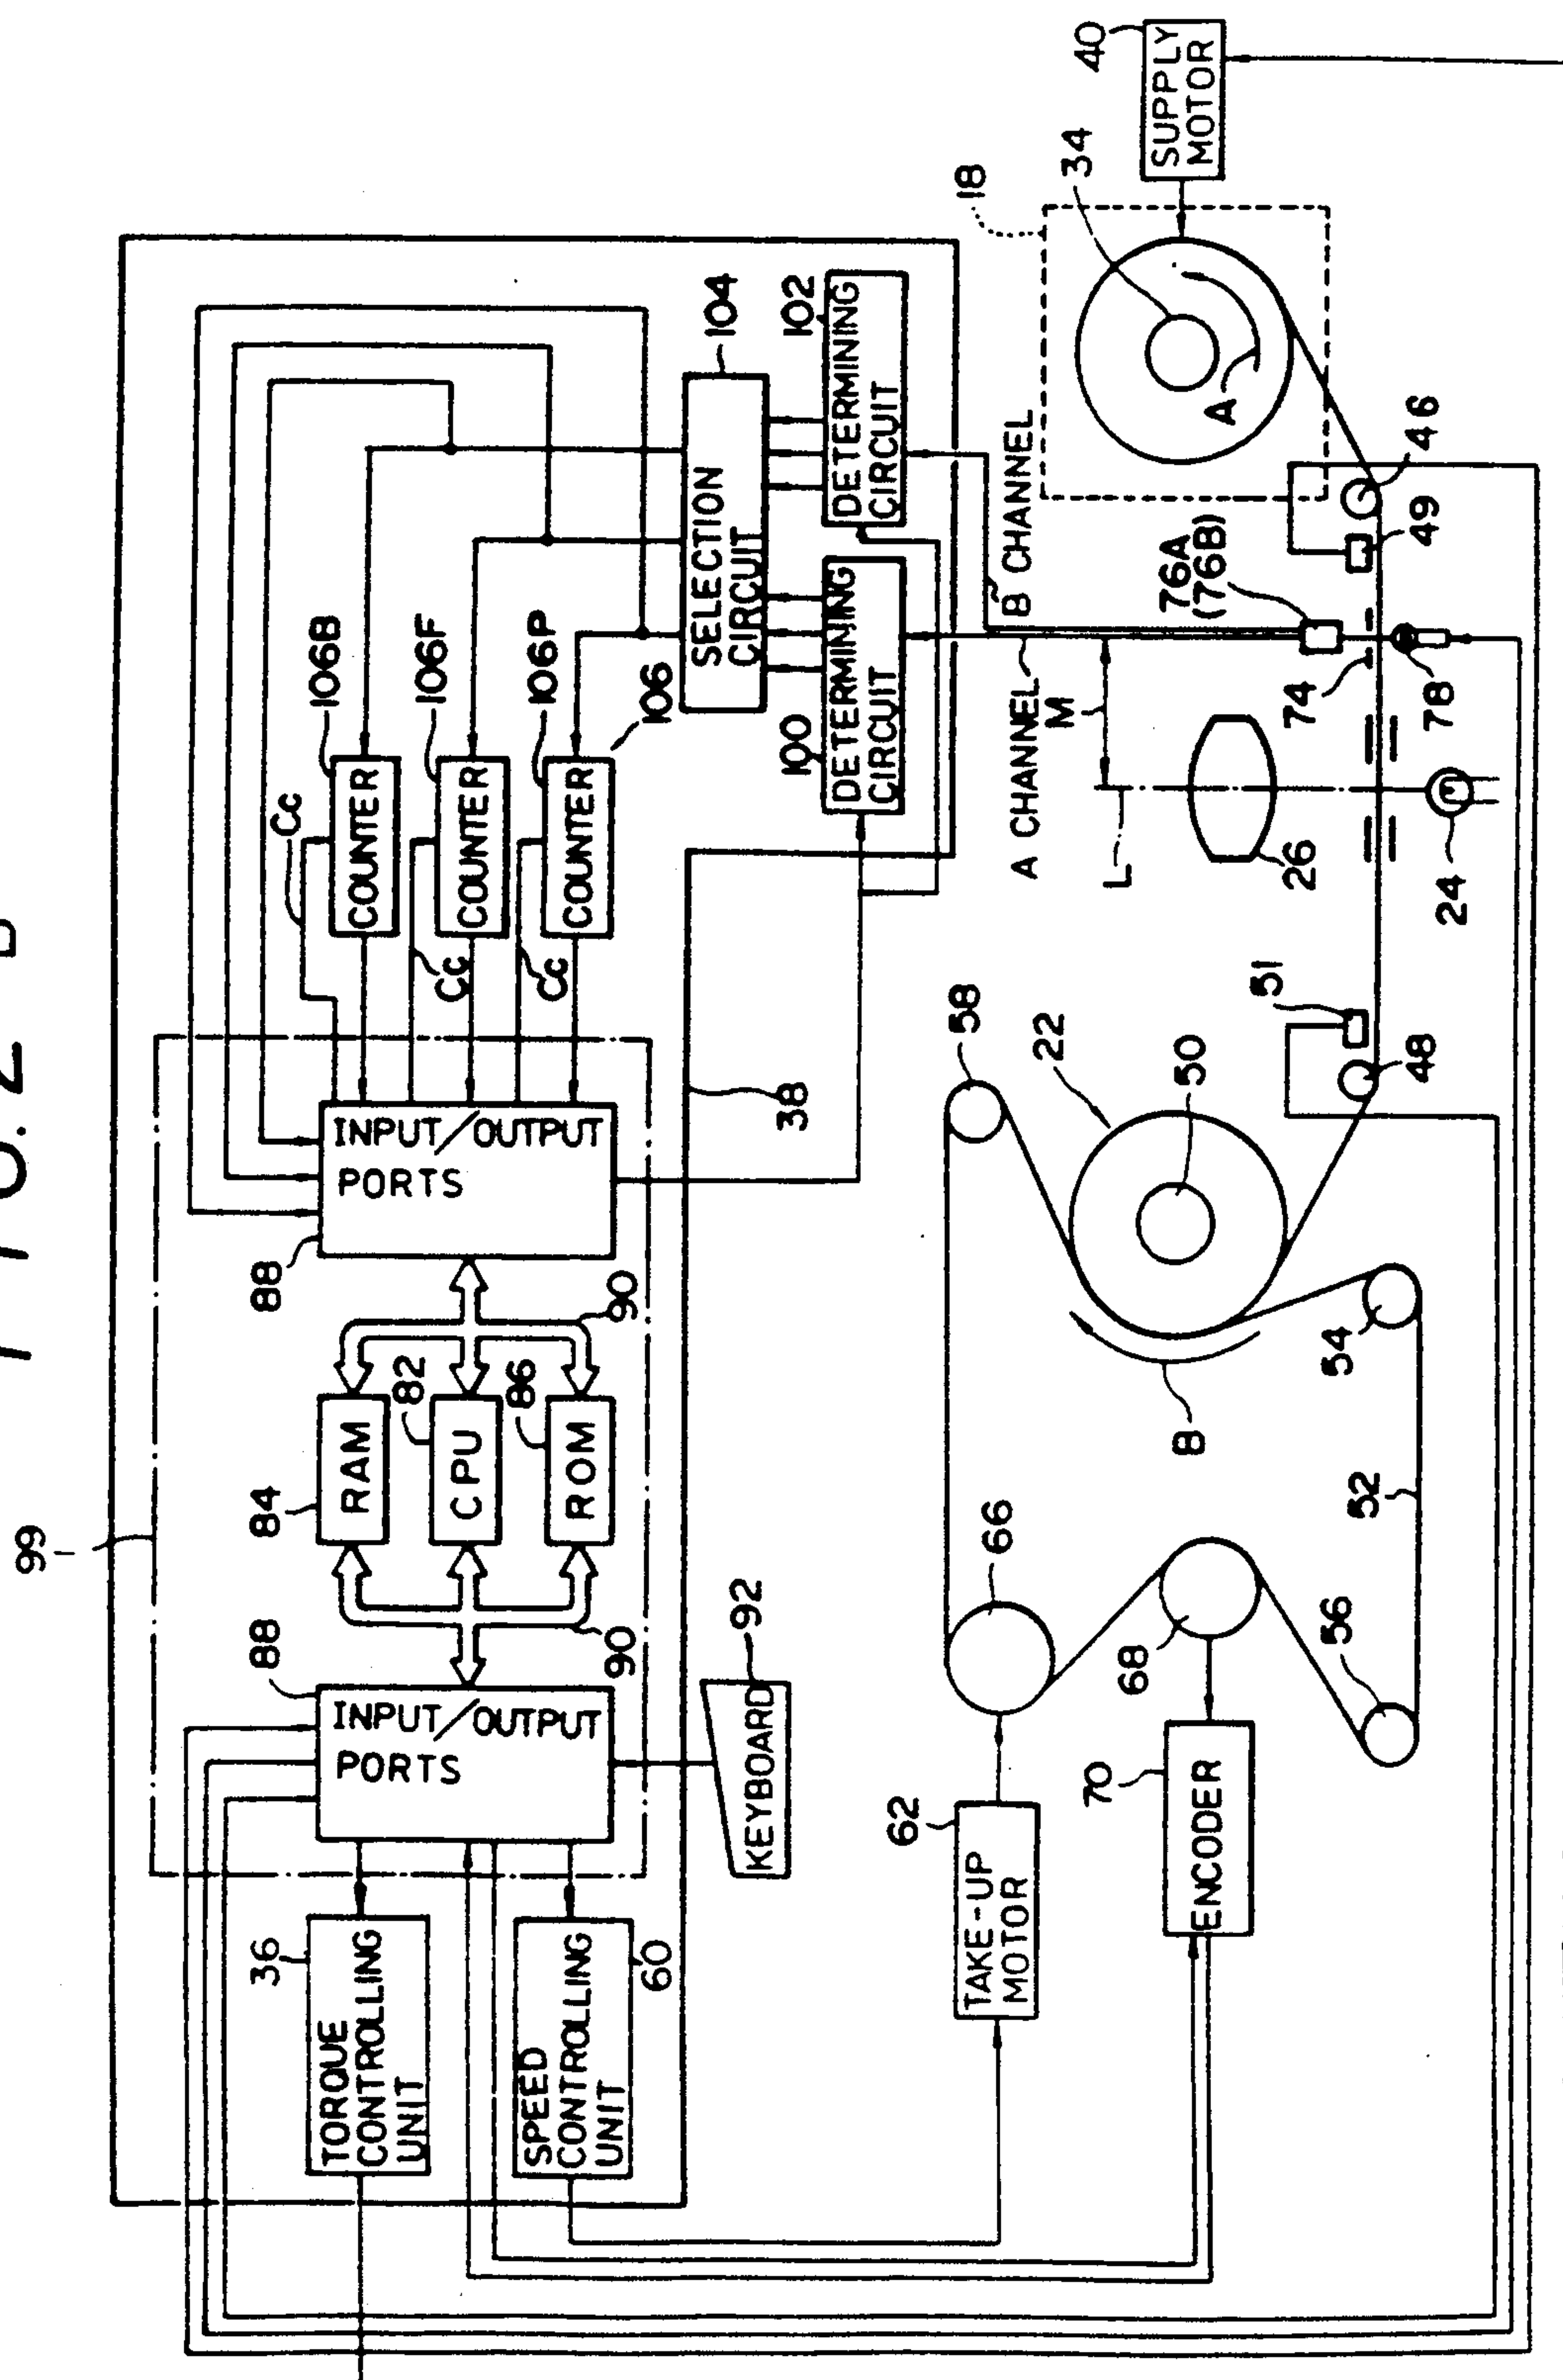 FIG. 2
99
36
TORQUE
CONTROLLING
UNIT
SPEED
CONTROLLING
UNIT
60
88
INPUT/OUTPUT
PORTS
90
84
RAM
82
CPU
86
ROM
90
88
INPUT/OUTPUT
PORTS
KEYBOARD
92
38
Cc
Cc
Cc
106B
COUNTER
106F
COUNTER
106P
COUNTER
106
SELECTION
CIRCUIT
104
100
DETERMINING
CIRCUIT
102
DETERMINING
CIRCUIT
A CHANNEL
B CHANNEL
M
L
62
TAKE-UP
MOTOR
66
70
ENCODER
68
56
52
54
B
58
22
50
51
48
26
24
74
78
76A
(76B)
49
46
18
34
A
40
SUPPLY
MOTOR